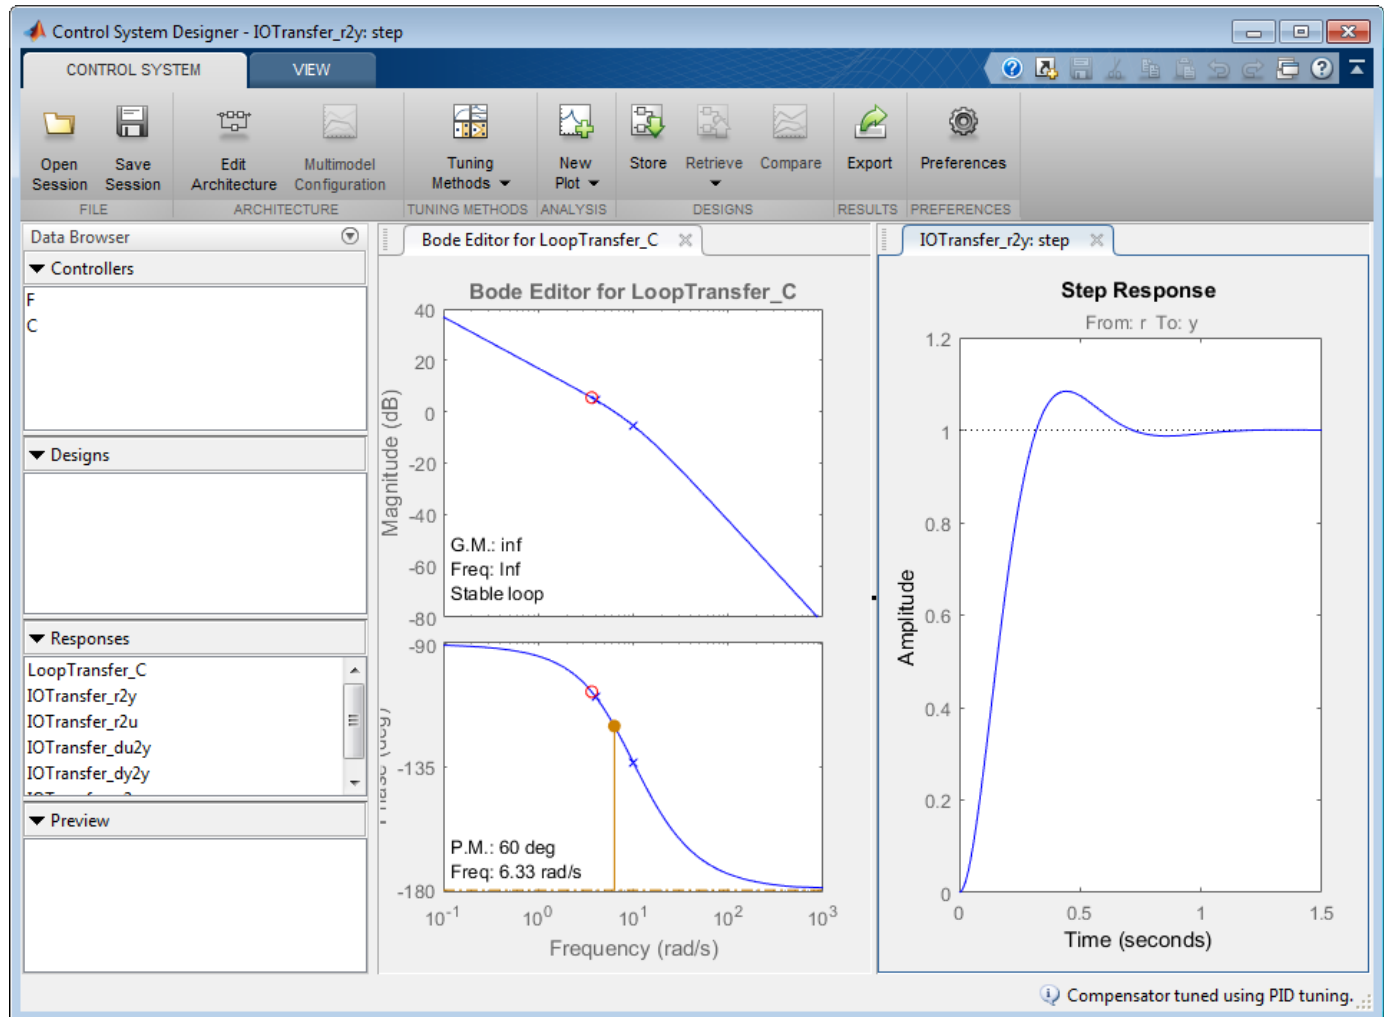 Control System Designer - IOTransfer_r2y: step
CONTROL SYSTEM
VIEW
Open Session
Save Session
Edit Architecture
Multimodel Configuration
Tuning Methods
New Plot
Store
Retrieve
Compare
Export
Preferences
FILE
ARCHITECTURE
TUNING METHODS
ANALYSIS
DESIGNS
RESULTS
PREFERENCES
Data Browser
Controllers
F
C
Designs
Responses
LoopTransfer_C
IOTransfer_r2y
IOTransfer_r2u
IOTransfer_du2y
IOTransfer_dy2y
Preview
Bode Editor for LoopTransfer_C
Bode Editor for LoopTransfer_C
Magnitude (dB)
40
20
0
-20
-40
-60
-80
G.M.: inf
Freq: Inf
Stable loop
-90
-135
-180
P.M.: 60 deg
Freq: 6.33 rad/s
10^-1
10^0
10^1
10^2
10^3
Frequency (rad/s)
IOTransfer_r2y: step
Step Response
From: r To: y
Amplitude
1.2
1
0.8
0.6
0.4
0.2
0
0
0.5
1
1.5
Time (seconds)
Compensator tuned using PID tuning.